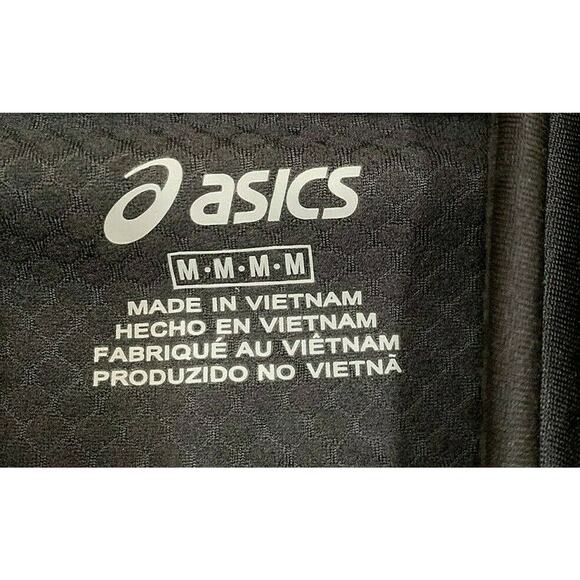 asics
M·M·M·M
MADE IN VIETNAM
HECHO EN VIETNAM
FABRIQUÉ AU VIÊTNAM
PRODUZIDO NO VIETNÃ